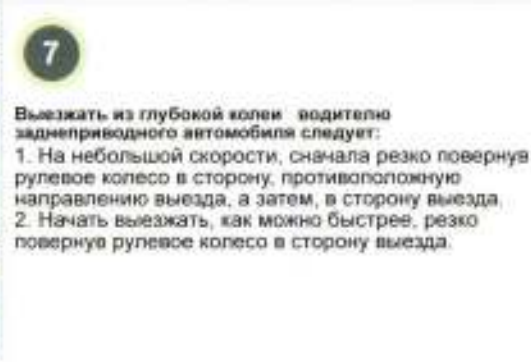 7
Выезжать из глубокой колеи водителю
заднеприводного автомобиля следует:
1. На небольшой скорости, сначала резко повернув
рулевое колесо в сторону, противоположную
направлению выезда, а затем, в сторону выезда.
2. Начать выезжать, как можно быстрее, резко
повернув рулевое колесо в сторону выезда.